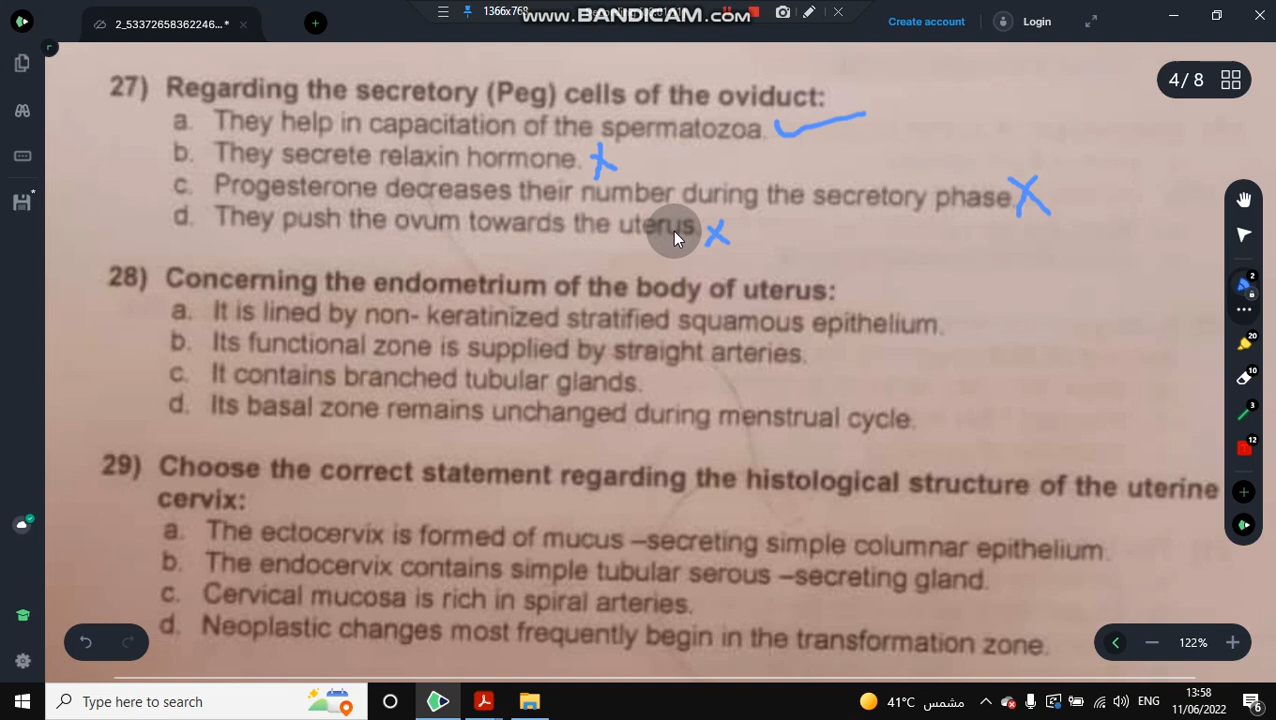 2_53372658362246...*
1366x768
www.BANDICAM.com
Create account
Login
4/8
27) Regarding the secretory (Peg) cells of the oviduct:
a. They help in capacitation of the spermatozoa.
b. They secrete relaxin hormone.
c. Progesterone decreases their number during the secretory phase
d. They push the ovum towards the uterus
28) Concerning the endometrium of the body of uterus:
a. It is lined by non- keratinized stratified squamous epithelium.
b. Its functional zone is supplied by straight arteries.
c. It contains branched tubular glands.
d. Its basal zone remains unchanged during menstrual cycle.
29) Choose the correct statement regarding the histological structure of the uterine
cervix:
a. The ectocervix is formed of mucus –secreting simple columnar epithelium.
b. The endocervix contains simple tubular serous –secreting gland.
c. Cervical mucosa is rich in spiral arteries.
d. Neoplastic changes most frequently begin in the transformation zone.
2
20
10
3
12
122%
Type here to search
41°C مشمس
ENG
13:58
11/06/2022
6